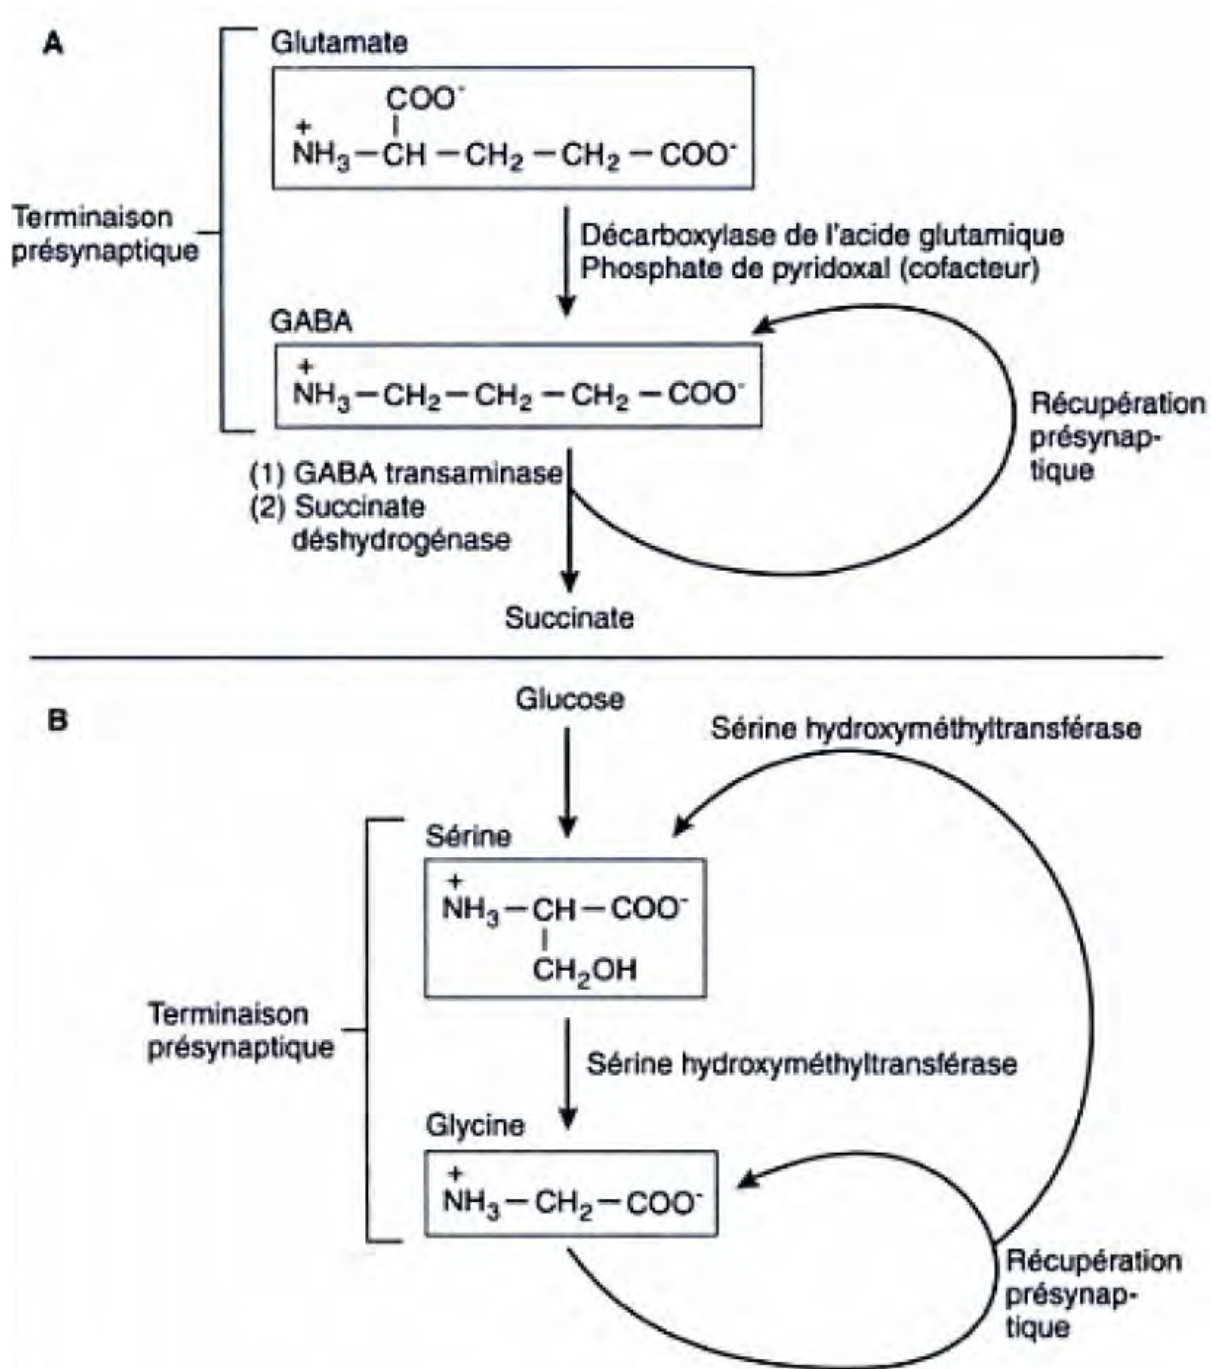 A
Glutamate
COO⁻
+
NH₃—CH—CH₂—CH₂—COO⁻
Terminaison
présynaptique
Décarboxylase de l'acide glutamique
Phosphate de pyridoxal (cofacteur)
GABA
+
NH₃—CH₂—CH₂—CH₂—COO⁻
Récupération
présynap-
tique
(1) GABA transaminase
(2) Succinate
déshydrogénase
Succinate
B
Glucose
Sérine hydroxyméthyltransférase
Sérine
+
NH₃—CH—COO⁻
CH₂OH
Terminaison
présynaptique
Sérine hydroxyméthyltransférase
Glycine
+
NH₃—CH₂—COO⁻
Récupération
présynap-
tique